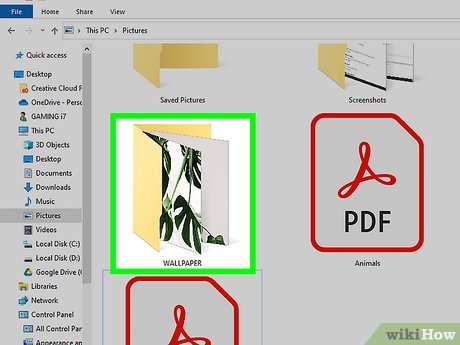 File
Home
Share
View
This PC > Pictures
Quick access
Desktop
Creative Cloud F
OneDrive - Perso
GAMING i7
This PC
3D Objects
Desktop
Documents
Downloads
Music
Pictures
Videos
Local Disk (C:)
Local Disk (D:)
Google Drive (
Libraries
Network
Control Panel
All Control Pan
Appearance an
Saved Pictures
Screenshots
WALLPAPER
PDF
Animals
wikiHow